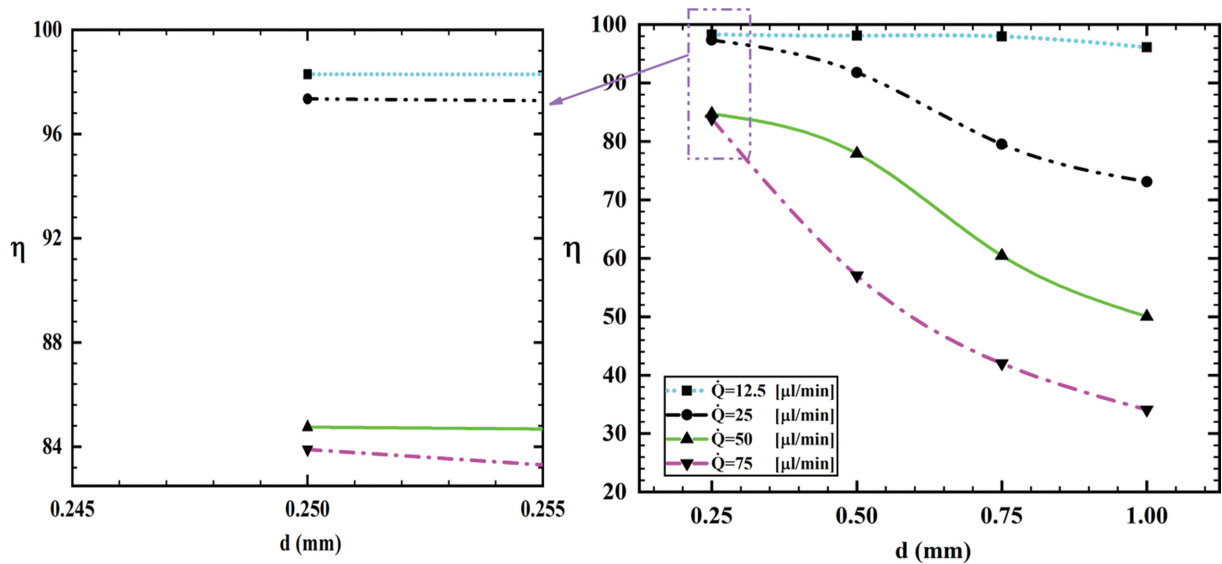 100
96
92
88
84
η
0.245
0.250
0.255
d (mm)
100
90
80
70
60
50
40
30
20
η
Q̇=12.5 [μl/min]
Q̇=25 [μl/min]
Q̇=50 [μl/min]
Q̇=75 [μl/min]
0.25
0.50
0.75
1.00
d (mm)